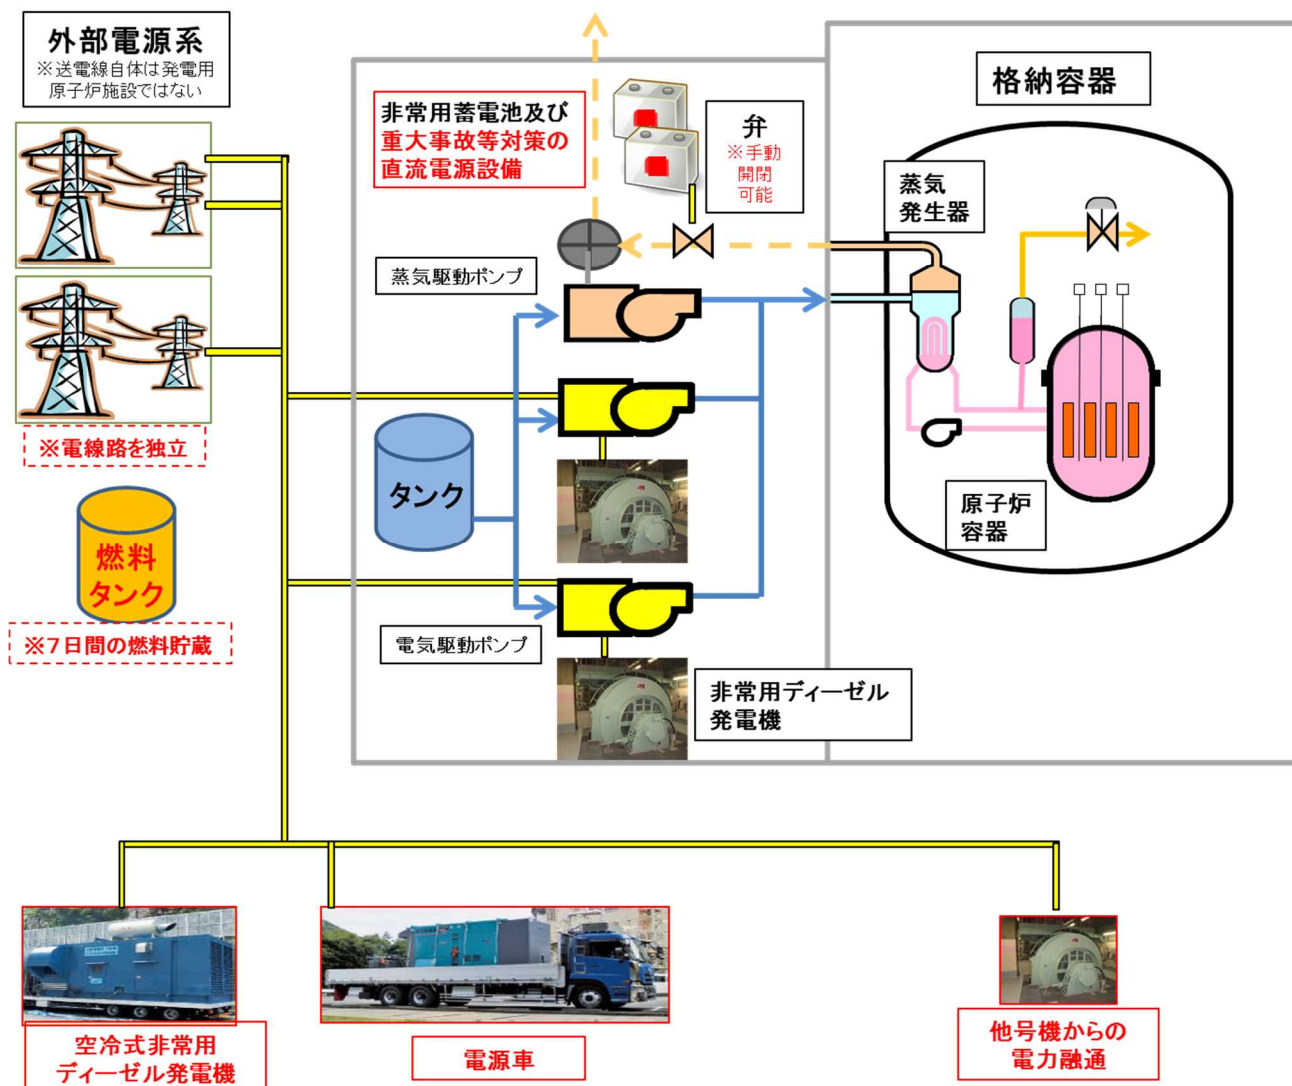 外部電源系
※送電線自体は発電用
原子炉施設ではない
※電線路を独立
燃料
タンク
※7日間の燃料貯蔵
非常用蓄電池及び
重大事故等対策の
直流電源設備
弁
※手動
開閉
可能
蒸気駆動ポンプ
タンク
電気駆動ポンプ
非常用ディーゼル
発電機
格納容器
蒸気
発生器
原子炉
容器
空冷式非常用
ディーゼル発電機
電源車
他号機からの
電力融通